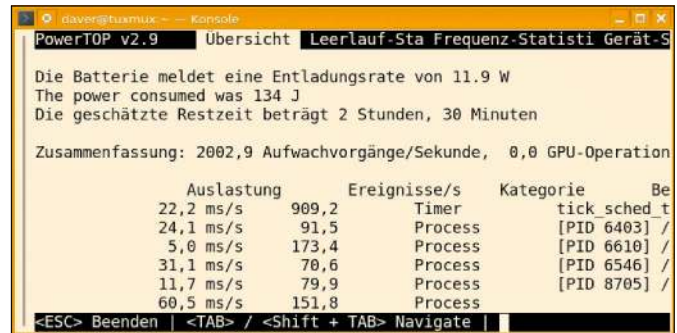 daver@tuxmux:~ — Konsole
PowerTOP v2.9 Übersicht Leerlauf-Sta Frequenz-Statisti Gerät-S
Die Batterie meldet eine Entladungsrate von 11.9 W
The power consumed was 134 J
Die geschätzte Restzeit beträgt 2 Stunden, 30 Minuten
Zusammenfassung: 2002,9 Aufwachvorgänge/Sekunde, 0,0 GPU-Operation
Auslastung Ereignisse/s Kategorie Be
22,2 ms/s 909,2 Timer tick_sched_t
24,1 ms/s 91,5 Process [PID 6403] /
5,0 ms/s 173,4 Process [PID 6610] /
31,1 ms/s 70,6 Process [PID 6546] /
11,7 ms/s 79,9 Process [PID 8705] /
60,5 ms/s 151,8 Process
<ESC> Beenden | <TAB> / <Shift + TAB> Navigate |